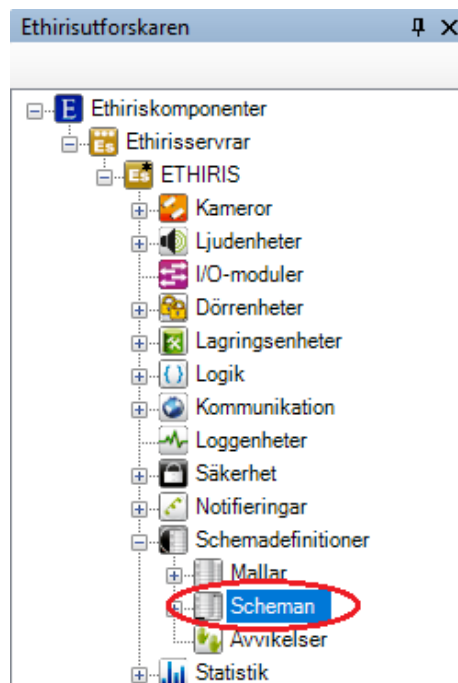 Ethirisutforskaren
Ethiriskomponenter
Ethirisservrar
ETHIRIS
Kameror
Ljudenheter
I/O-moduler
Dörrenheter
Lagringsenheter
Logik
Kommunikation
Loggenheter
Säkerhet
Notifieringar
Schemadefinitioner
Mallar
Scheman
Avvikelser
Statistik